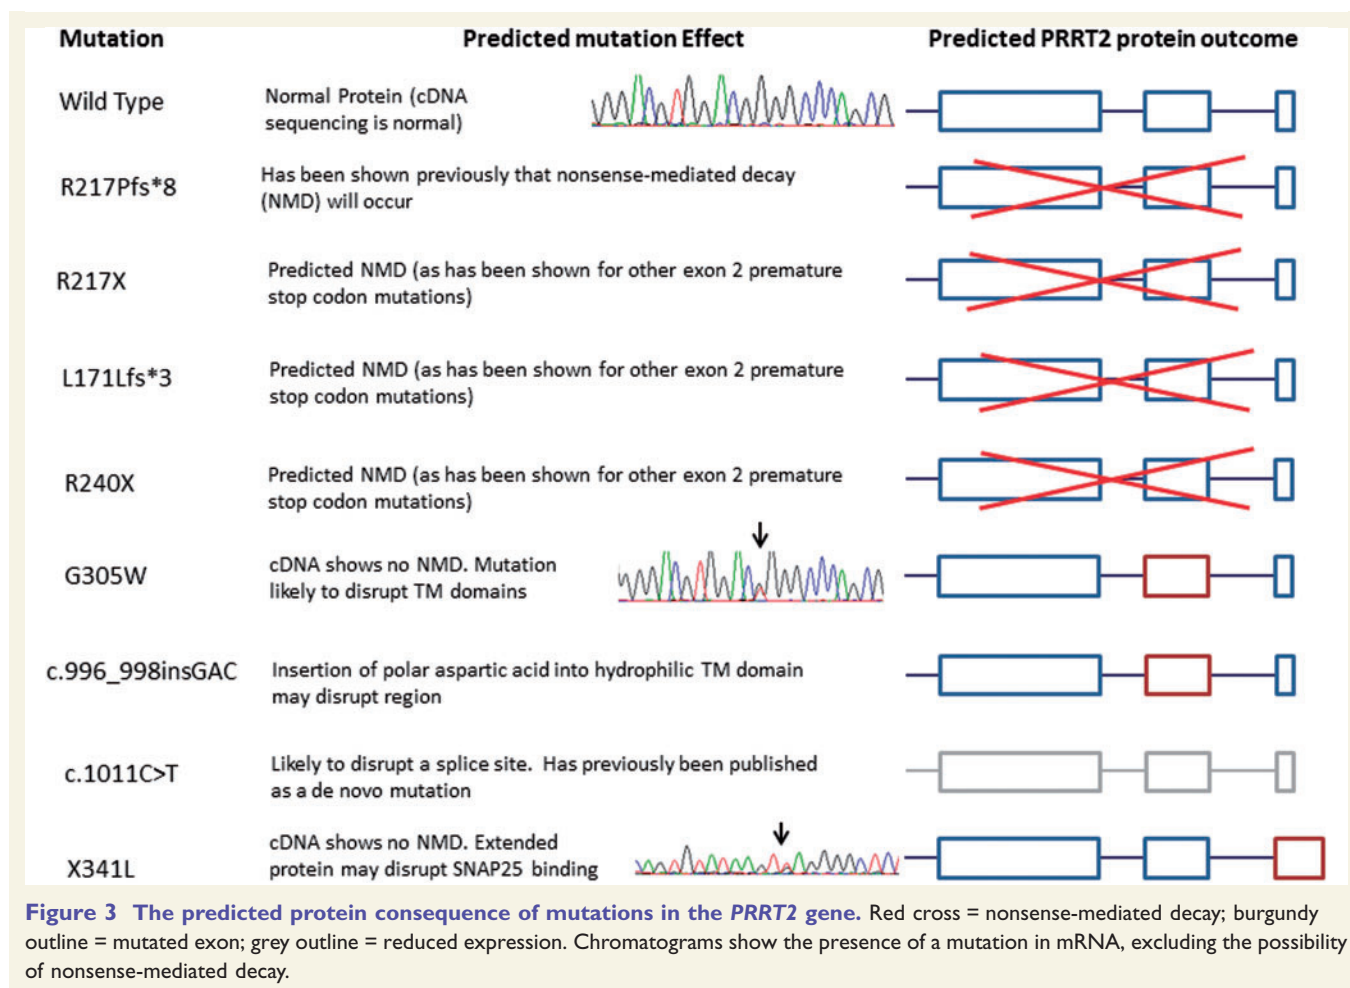 Mutation Predicted mutation Effect Predicted PRRT2 protein outcome
Wild Type
Normal Protein (cDNA
sequencing is normal)
R217Pfs*8
Has been shown previously that nonsense-mediated decay
(NMD) will occur
R217X
Predicted NMD (as has been shown for other exon 2 premature
stop codon mutations)
L171Lfs*3
Predicted NMD (as has been shown for other exon 2 premature
stop codon mutations)
R240X
Predicted NMD (as has been shown for other exon 2 premature
stop codon mutations)
G305W
cDNA shows no NMD. Mutation
likely to disrupt TM domains
c.996_998insGAC
Insertion of polar aspartic acid into hydrophilic TM domain
may disrupt region
c.1011C>T
Likely to disrupt a splice site. Has previously been published
as a de novo mutation
X341L
cDNA shows no NMD. Extended
protein may disrupt SNAP25 binding
Figure 3 The predicted protein consequence of mutations in the PRRT2 gene. Red cross = nonsense-mediated decay; burgundy
outline = mutated exon; grey outline = reduced expression. Chromatograms show the presence of a mutation in mRNA, excluding the possibility
of nonsense-mediated decay.